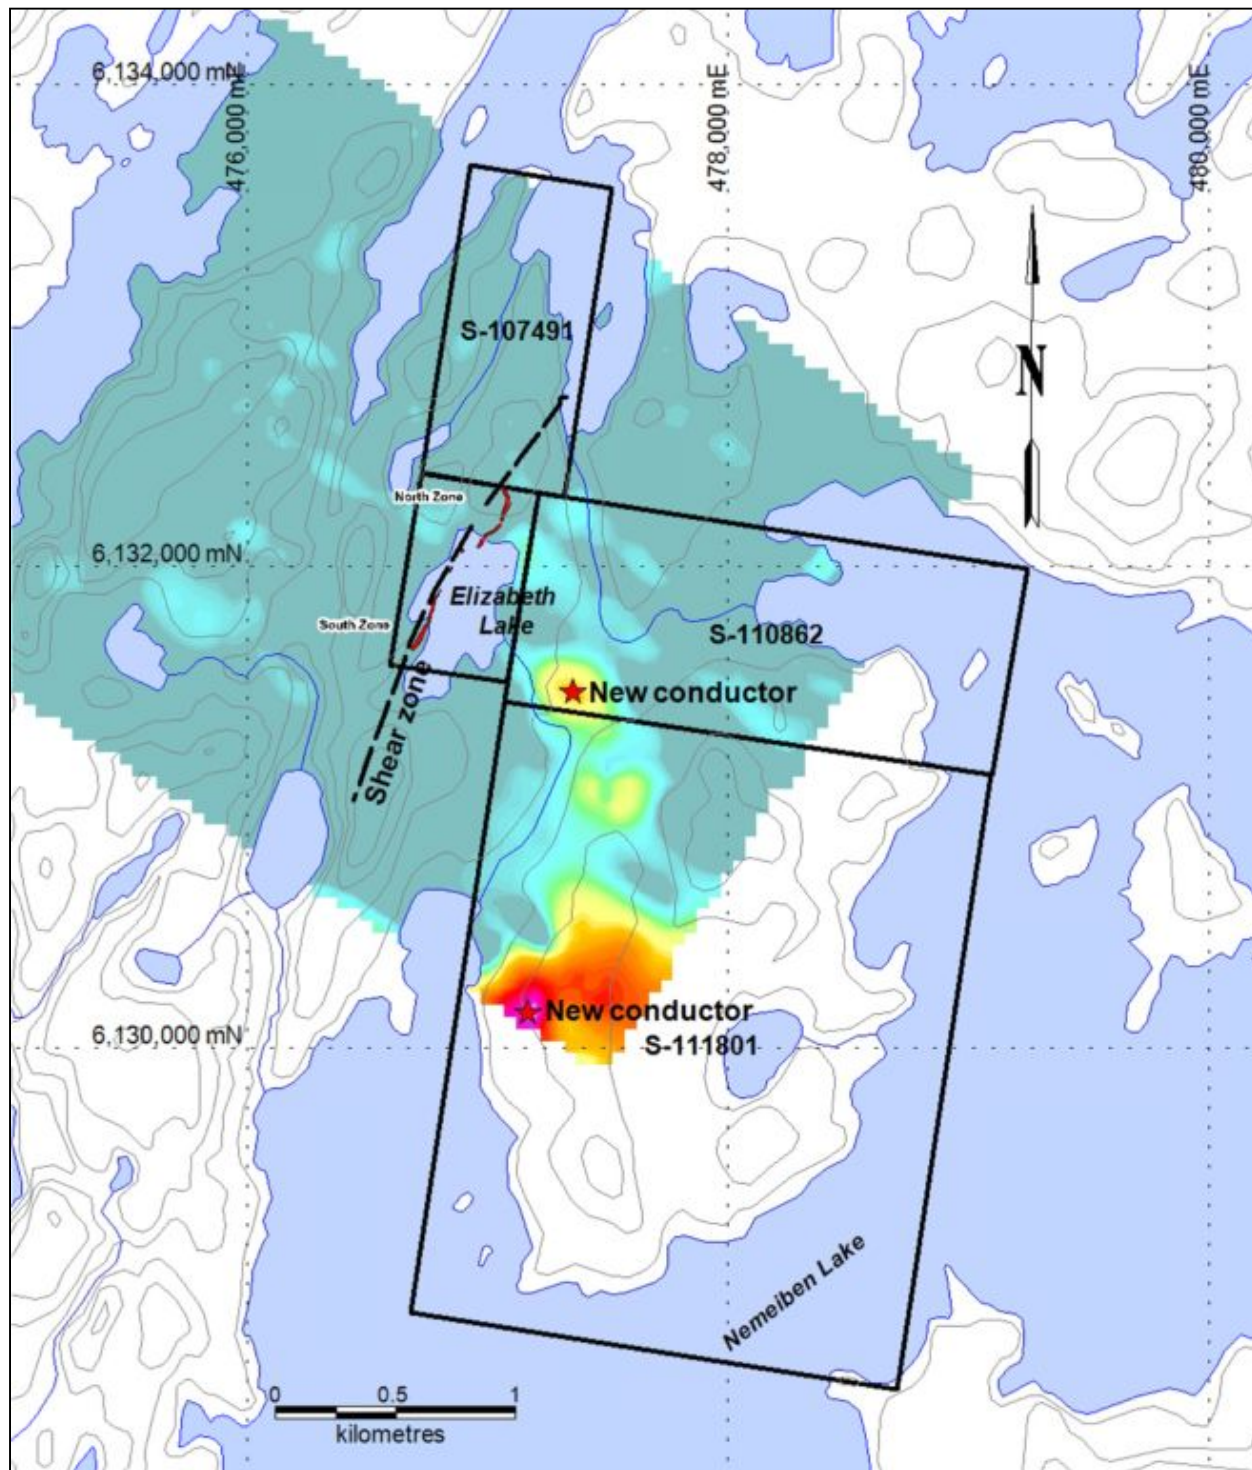 6,134,000 mN
476,000 mE
478,000 mE
480,000 mE
N
S-107491
North Zone
6,132,000 mN
Elizabeth
Lake
South Zone
S-110862
Shear zone
New conductor
New conductor
6,130,000 mN
S-111801
Nemeiben Lake
0 0.5 1
kilometres